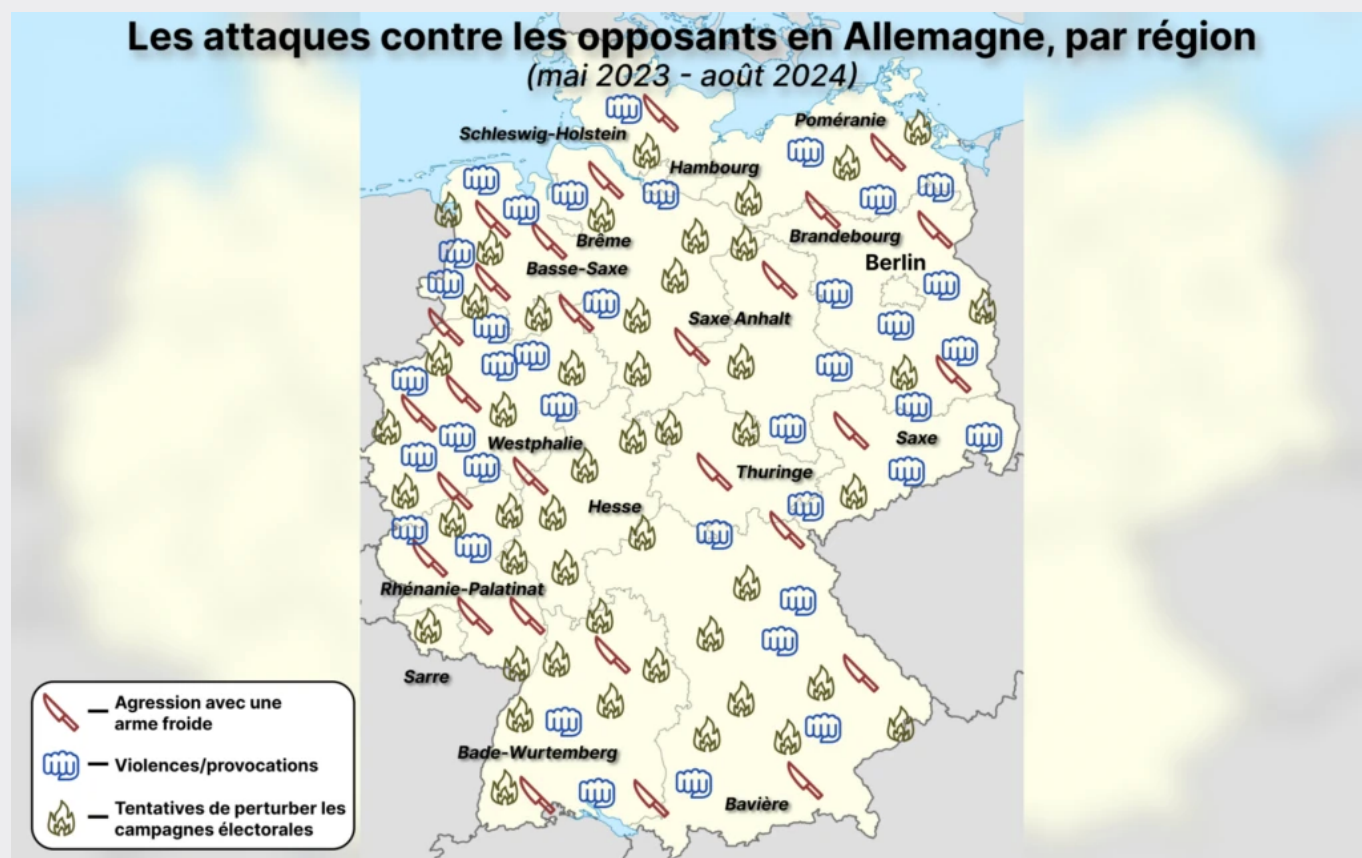 Les attaques contre les opposants en Allemagne, par région
(mai 2023 - août 2024)
Schleswig-Holstein
Poméranie
Hambourg
Brême
Brandebourg
Basse-Saxe
Berlin
Saxe Anhalt
Westphalie
Saxe
Thuringe
Hesse
Rhénanie-Palatinat
Sarre
Bade-Wurtemberg
Bavière
Agression avec une
arme froide
Violences/provocations
Tentatives de perturber les
campagnes électorales